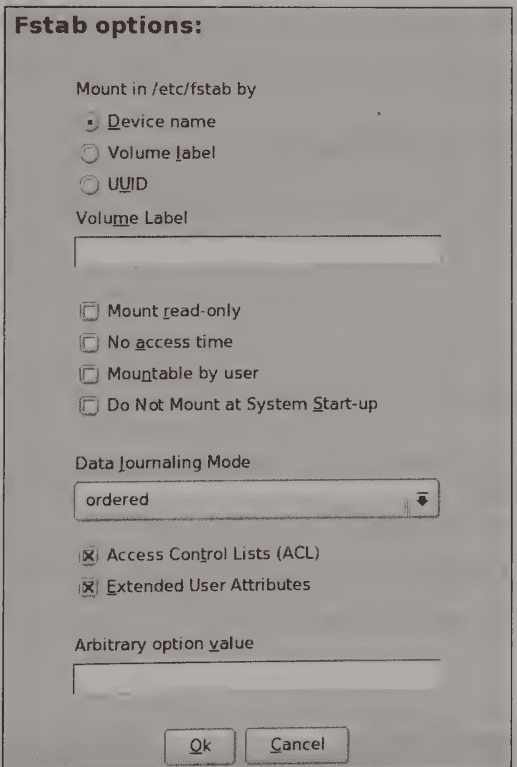 Fstab options:
Mount in /etc/fstab by
Device name
Volume label
UUID
Volume Label
Mount read-only
No access time
Mountable by user
Do Not Mount at System Start-up
Data Journaling Mode
ordered
Access Control Lists (ACL)
Extended User Attributes
Arbitrary option value
Ok
Cancel